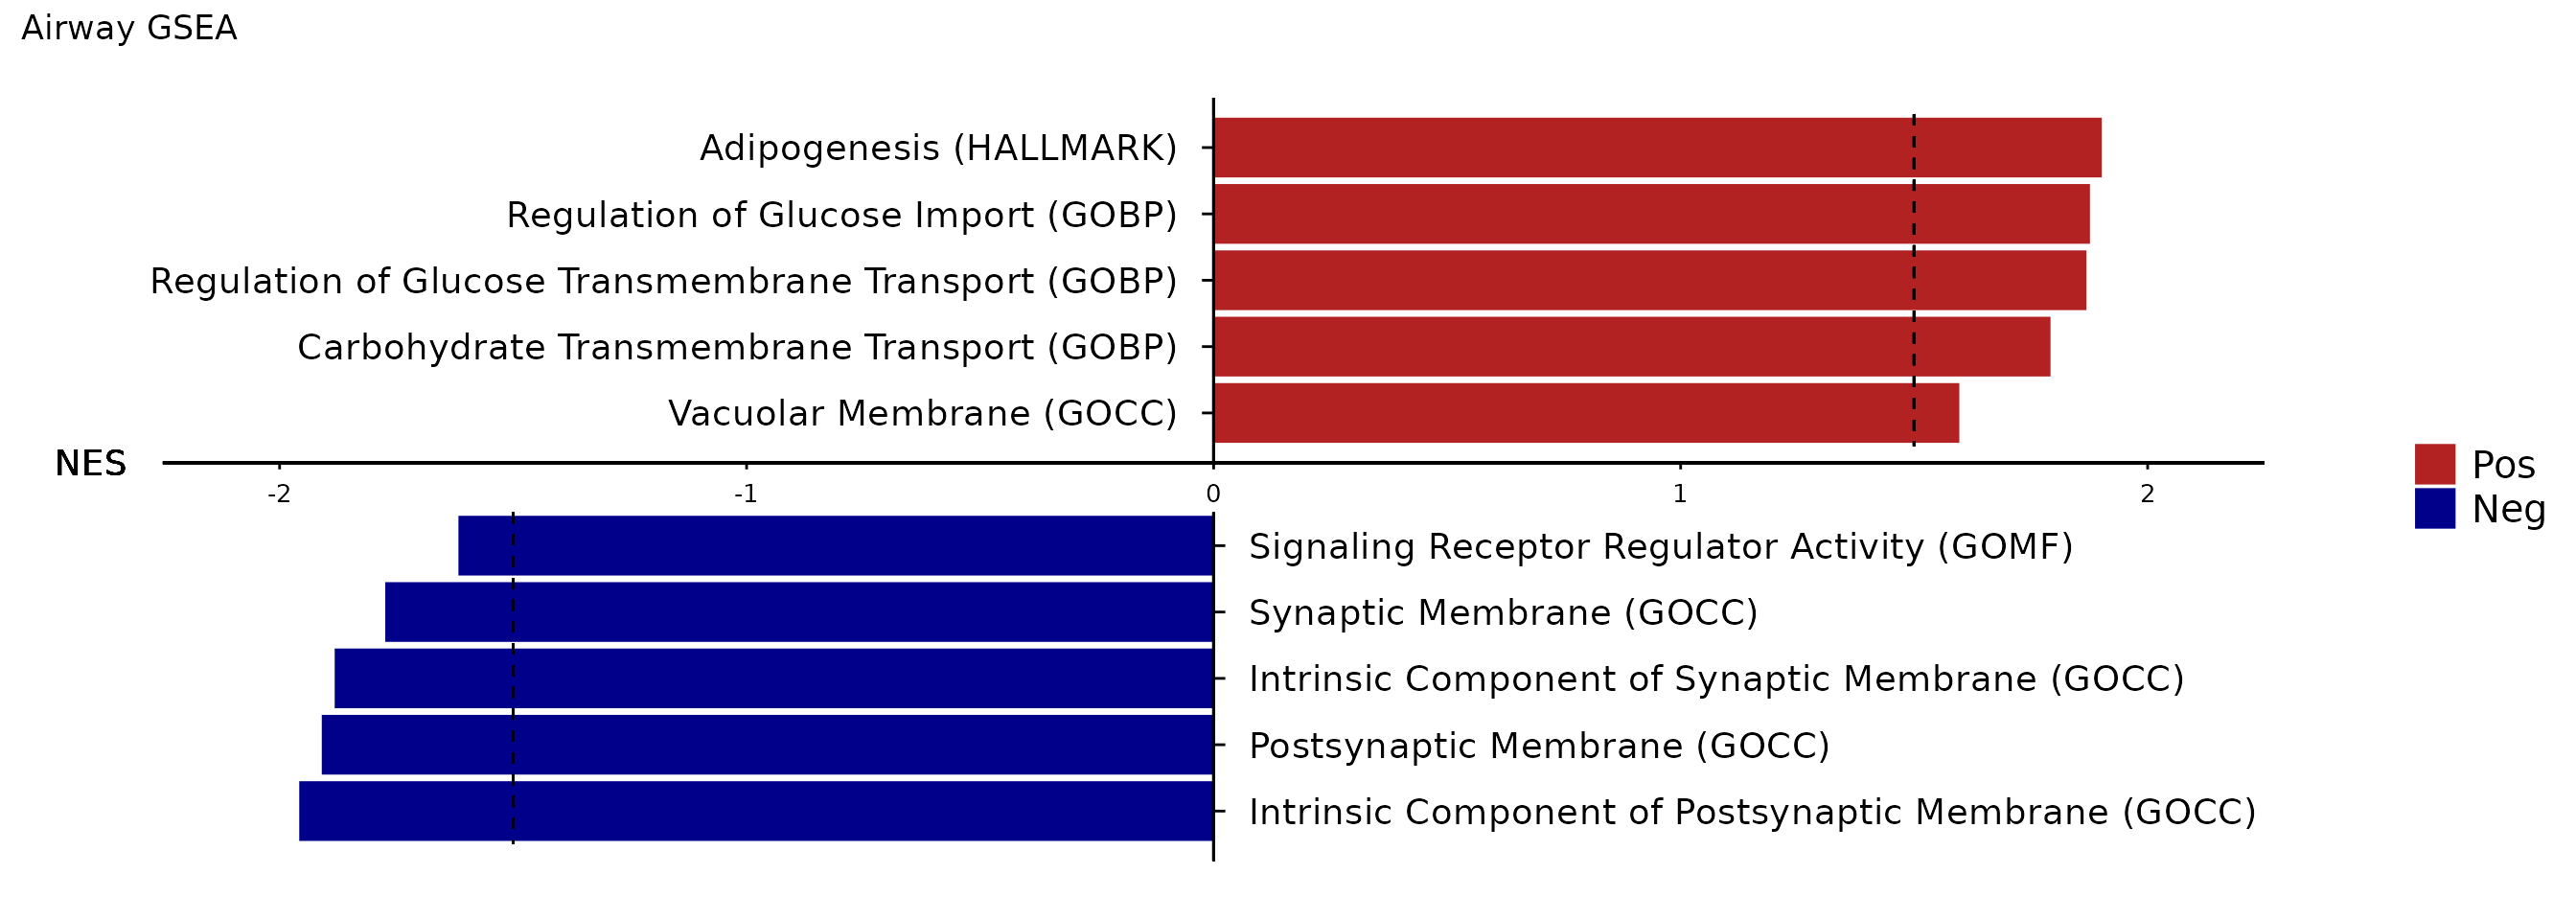 Airway GSEA
Adipogenesis (HALLMARK)
Regulation of Glucose Import (GOBP)
Regulation of Glucose Transmembrane Transport (GOBP)
Carbohydrate Transmembrane Transport (GOBP)
Vacuolar Membrane (GOCC)
NES
-2 -1 0 1 2
Pos
Neg
Signaling Receptor Regulator Activity (GOMF)
Synaptic Membrane (GOCC)
Intrinsic Component of Synaptic Membrane (GOCC)
Postsynaptic Membrane (GOCC)
Intrinsic Component of Postsynaptic Membrane (GOCC)